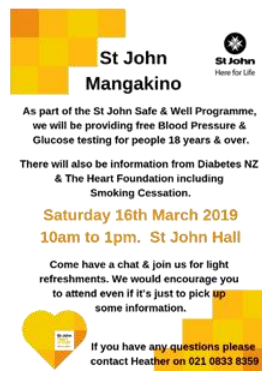 St John
Mangakino
St John
Here for Life
As part of the St John Safe & Well Programme,
we will be providing free Blood Pressure &
Glucose testing for people 18 years & over.
There will also be information from Diabetes NZ
& The Heart Foundation including
Smoking Cessation.
Saturday 16th March 2019
10am to 1pm. St John Hall
Come have a chat & join us for light
refreshments. We would encourage you
to attend even if it's just to pick up
some information.
St John
If you have any questions please
contact Heather on 021 0833 8359